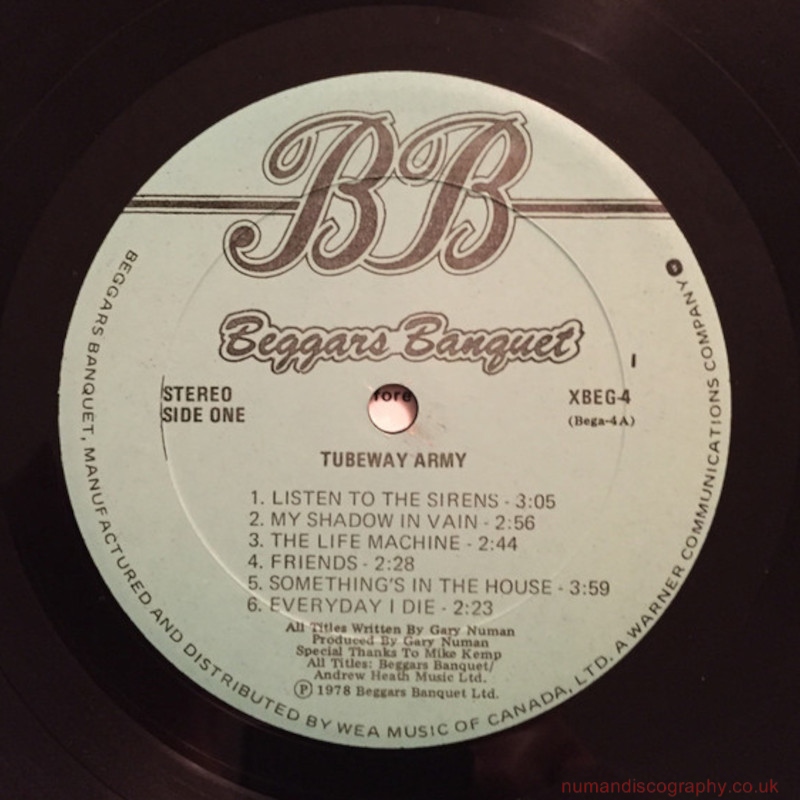 BB
Beggars Banquet
STEREO
SIDE ONE
fore
XBEG-4
(Bega-4A)
TUBEWAY ARMY
1. LISTEN TO THE SIRENS - 3:05
2. MY SHADOW IN VAIN - 2:56
3. THE LIFE MACHINE - 2:44
4. FRIENDS - 2:28
5. SOMETHING'S IN THE HOUSE - 3:59
6. EVERYDAY I DIE - 2:23
All Titles Written By Gary Numan
Produced By Gary Numan
Special Thanks To Mike Kemp
All Titles: Beggars Banquet/
Andrew Heath Music Ltd.
Ⓟ 1978 Beggars Banquet Ltd.
BEGGARS BANQUET, MANUFACTURED AND DISTRIBUTED BY WEA MUSIC OF CANADA, LTD. A WARNER COMMUNICATIONS COMPANY
numandiscography.co.uk